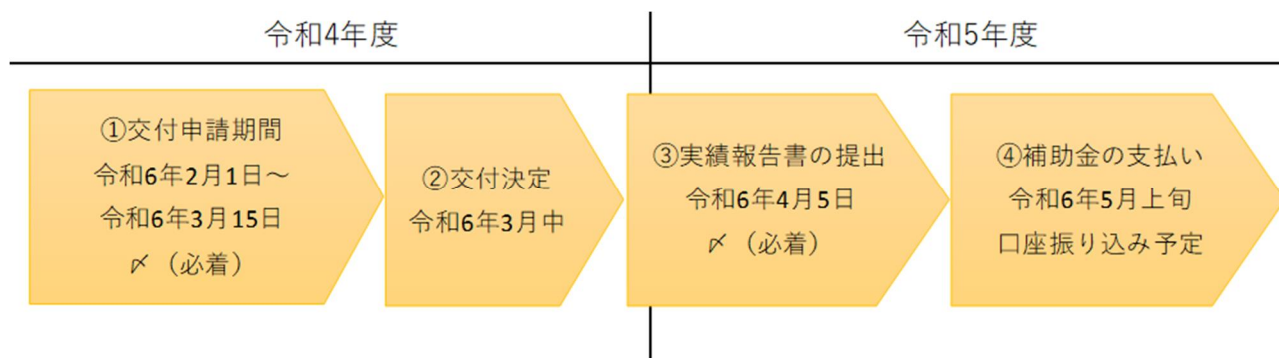 令和4年度
令和5年度
①交付申請期間
令和6年2月1日～
令和6年3月15日
〆（必着）
②交付決定
令和6年3月中
③実績報告書の提出
令和6年4月5日
〆（必着）
④補助金の支払い
令和6年5月上旬
口座振り込み予定